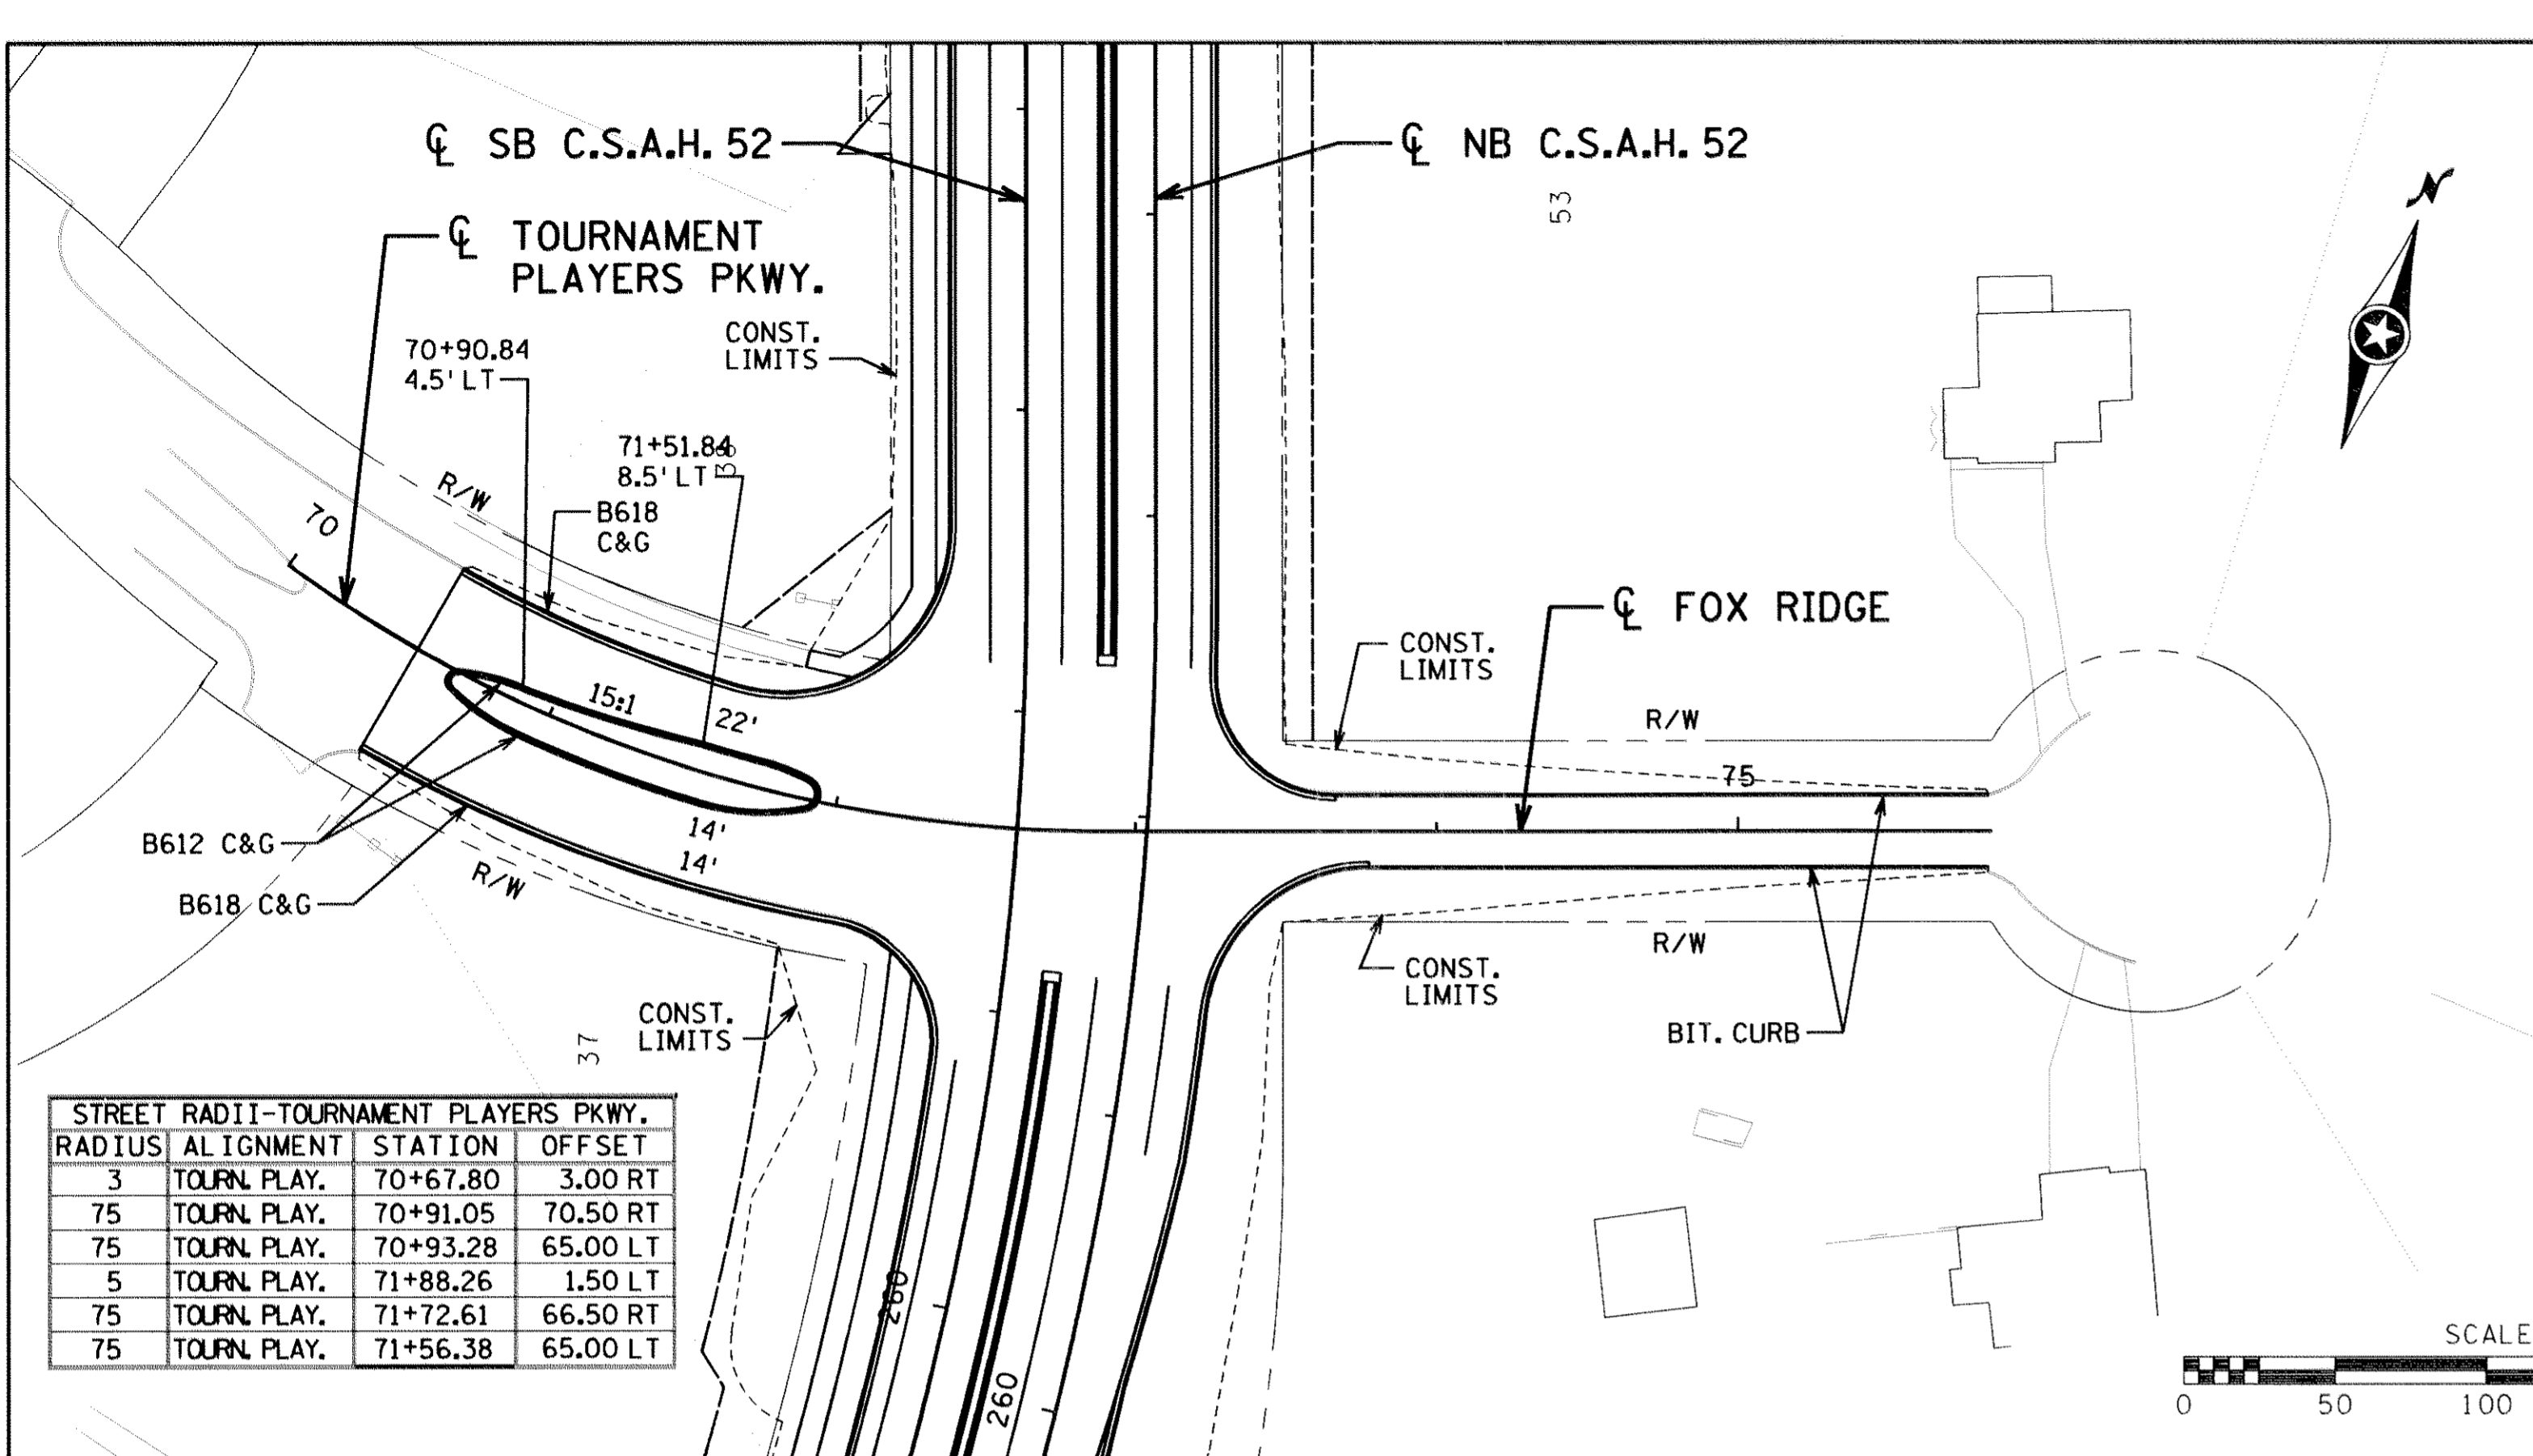 ℄ SB C.S.A.H. 52
℄ NB C.S.A.H. 52
N
53
℄ TOURNAMENT
PLAYERS PKWY.
CONST.
LIMITS
70+90.84
4.5' LT
71+51.84
8.5' LT
B618
C&G
R/W
70
℄ FOX RIDGE
CONST.
LIMITS
R/W
15:1
22'
75
14'
14'
B612 C&G
R/W
B618 C&G
R/W
CONST.
LIMITS
CONST.
LIMITS
37
BIT. CURB
STREET RADII-TOURNAMENT PLAYERS PKWY.
RADIUS ALIGNMENT STATION OFFSET
3 TOURN. PLAY. 70+67.80 3.00 RT
75 TOURN. PLAY. 70+91.05 70.50 RT
75 TOURN. PLAY. 70+93.28 65.00 LT
5 TOURN. PLAY. 71+88.26 1.50 LT
75 TOURN. PLAY. 71+72.61 66.50 RT
75 TOURN. PLAY. 71+56.38 65.00 LT
260
260
SCALE
0 50 100